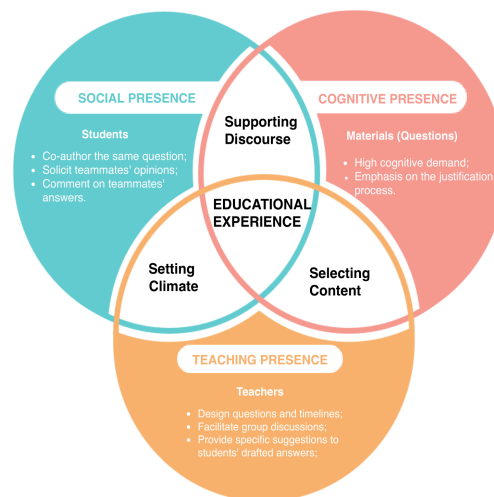 SOCIAL PRESENCE
Students
• Co-author the same question;
• Solicit teammates' opinions;
• Comment on teammates'
answers.
Supporting
Discourse
COGNITIVE PRESENCE
Materials (Questions)
• High cognitive demand;
• Emphasis on the justification
process.
EDUCATIONAL
EXPERIENCE
Setting
Climate
Selecting
Content
TEACHING PRESENCE
Teachers
• Design questions and timelines;
• Facilitate group discussions;
• Provide specific suggestions to
students' drafted answers;